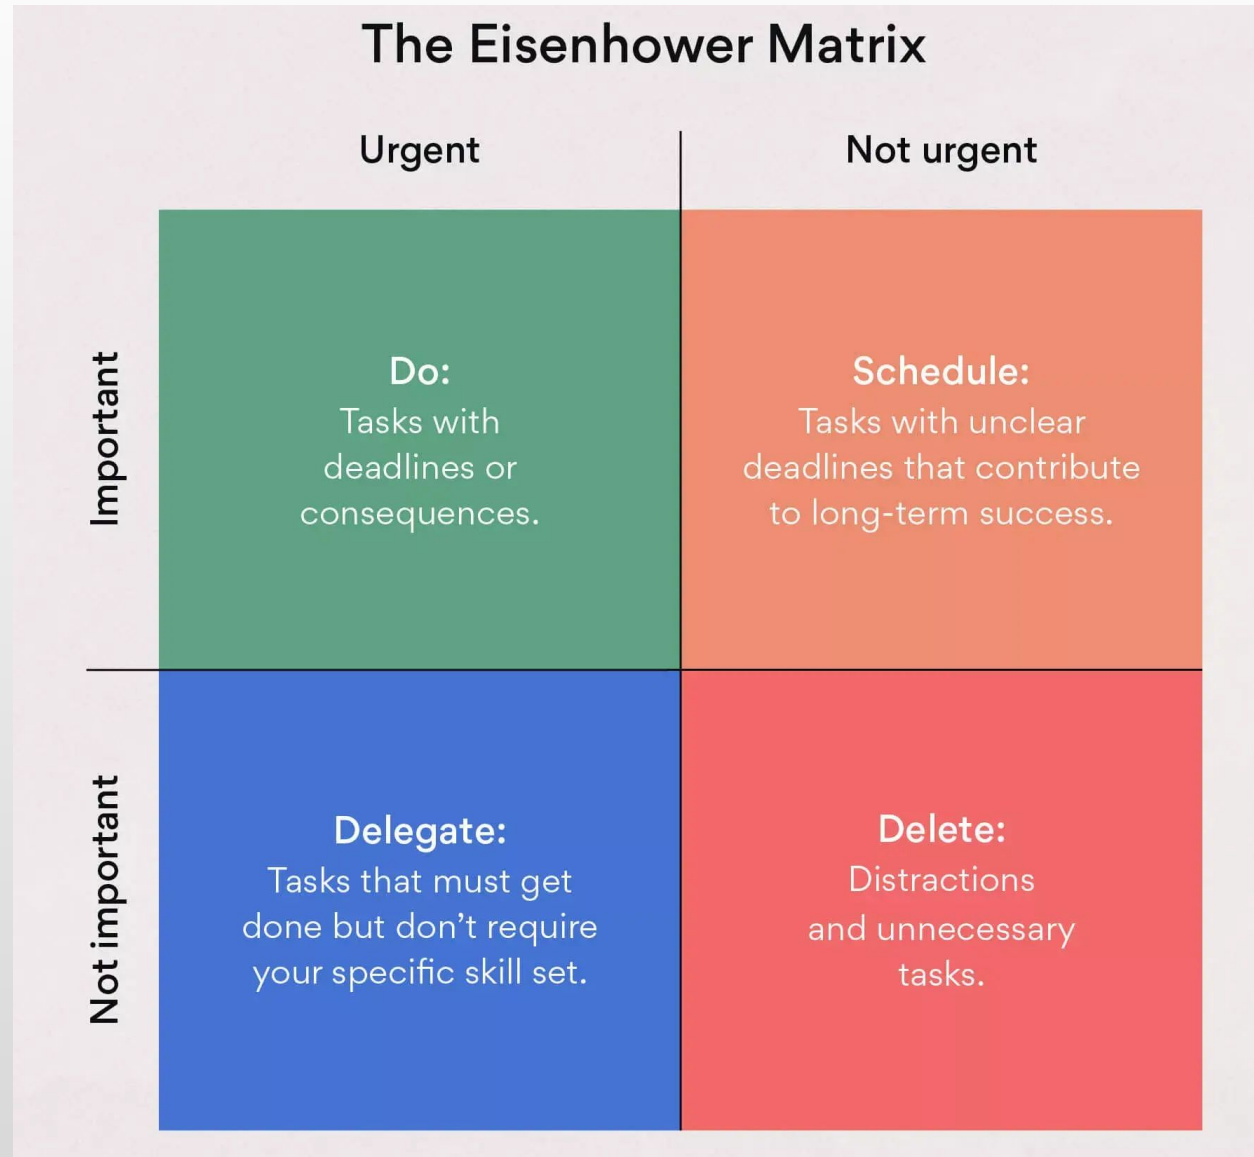 The Eisenhower Matrix
Urgent
Not urgent
Important
Do:
Tasks with
deadlines or
consequences.
Schedule:
Tasks with unclear
deadlines that contribute
to long-term success.
Not important
Delegate:
Tasks that must get
done but don’t require
your specific skill set.
Delete:
Distractions
and unnecessary
tasks.